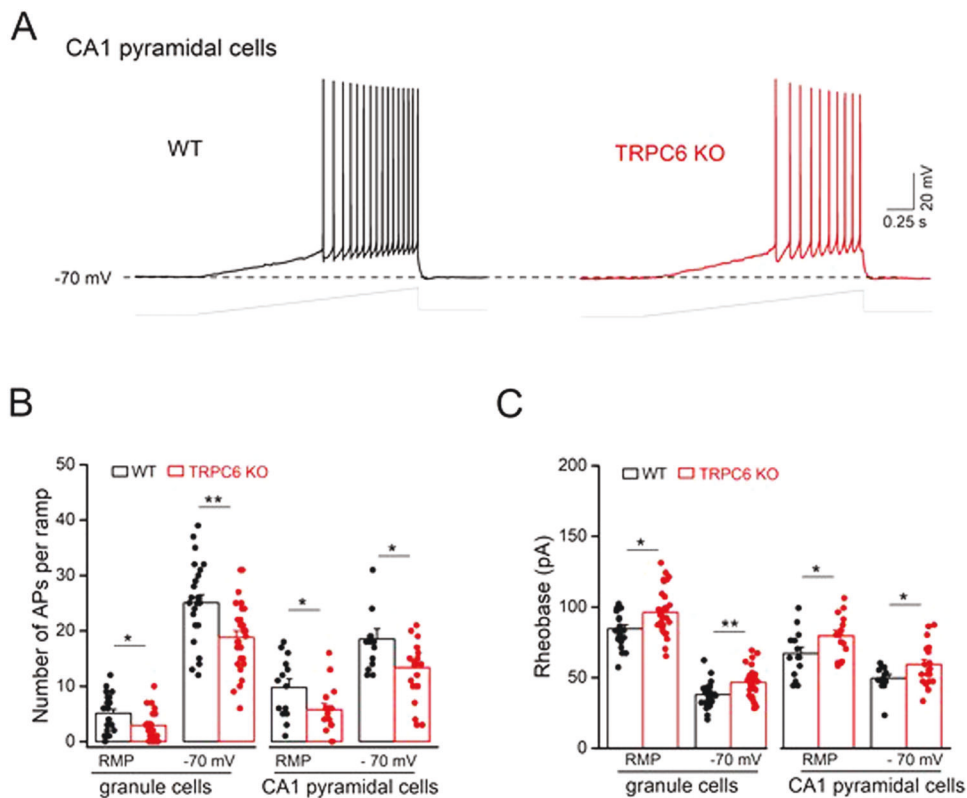 A
CA1 pyramidal cells
WT
TRPC6 KO
20 mV
0.25 s
-70 mV
B
C
50
40
30
20
10
0
Number of APs per ramp
WT TRPC6 KO
*
**
*
*
RMP -70 mV RMP - 70 mV
granule cells CA1 pyramidal cells
200
150
100
50
0
Rheobase (pA)
WT TRPC6 KO
*
**
*
*
RMP -70 mV RMP - 70 mV
granule cells CA1 pyramidal cells